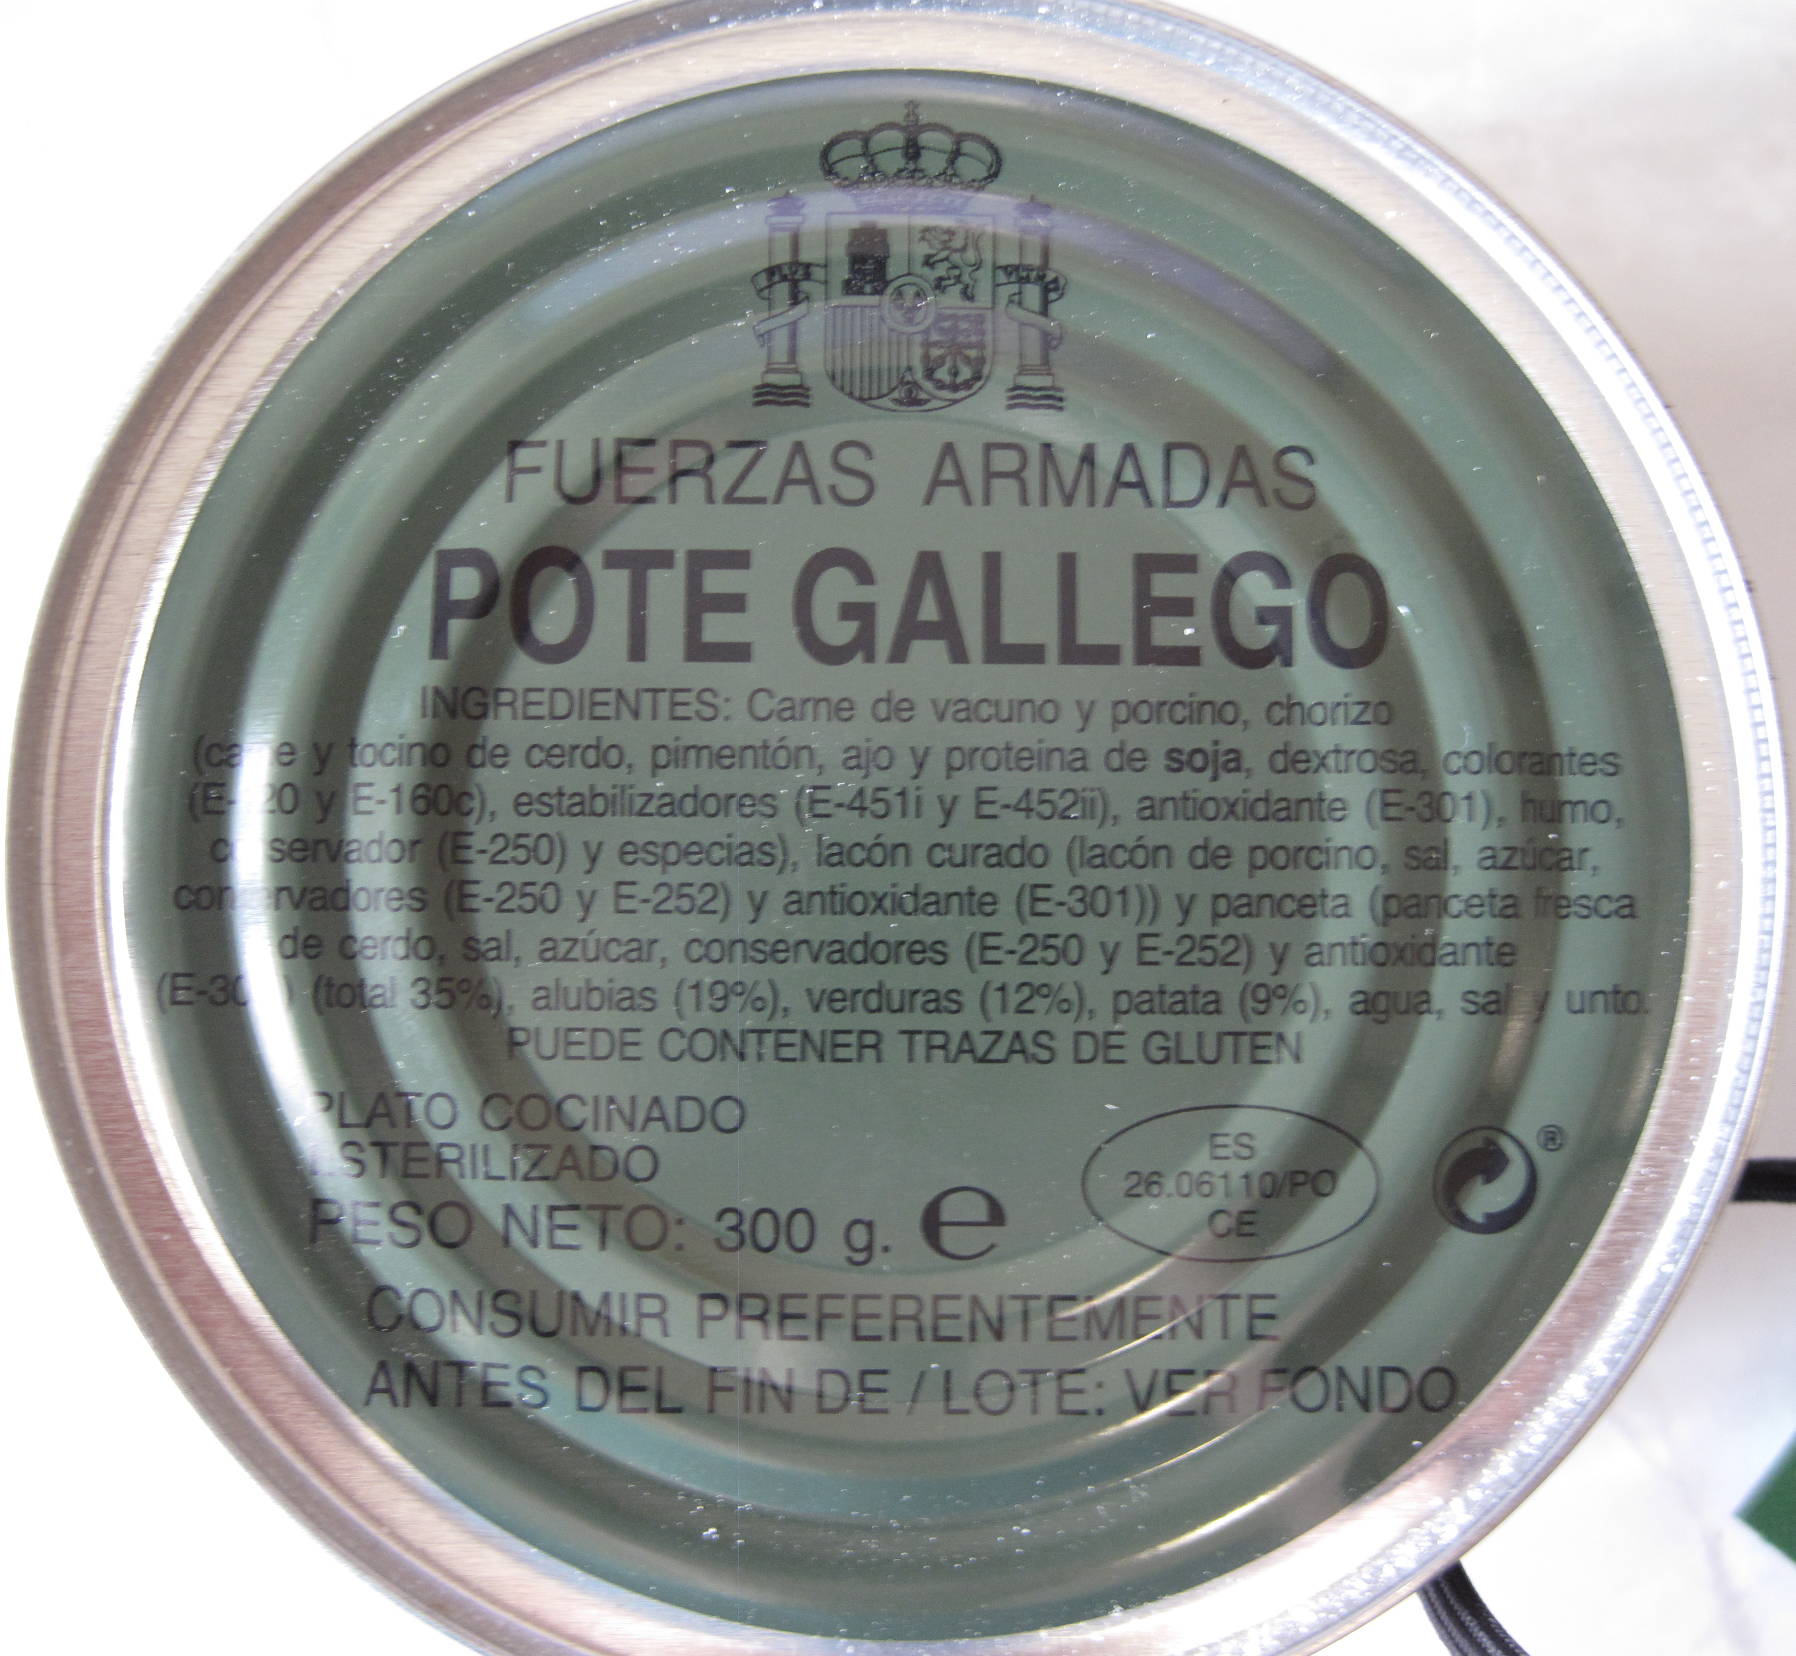 PLUS VLTRA
FUERZAS ARMADAS
POTE GALLEGO
INGREDIENTES: Carne de vacuno y porcino, chorizo
y tocino de cerdo, pimentón, ajo y proteina de soja, dextrosa, colorantes
y E-160c), estabilizadores (E-451i y E-452ii), antioxidante (E-301), humo,
(E-250) y especias), lacón curado (lacón de porcino, sal, azúcar,
(E-250 y E-252) y antioxidante (E-301)) y panceta (panceta fresca
de cerdo, sal, azúcar, conservadores (E-250 y E-252) y antioxidante
(total 35%), alubias (19%), verduras (12%), patata (9%), agua, sal y unto.
PUEDE CONTENER TRAZAS DE GLUTEN
PLATO COCINADO
ESTERILIZADO
PESO NETO: 300 g. e
ES
26.06110/PO
CE
®
CONSUMIR PREFERENTEMENTE
ANTES DEL FIN DE / LOTE: VER FONDO